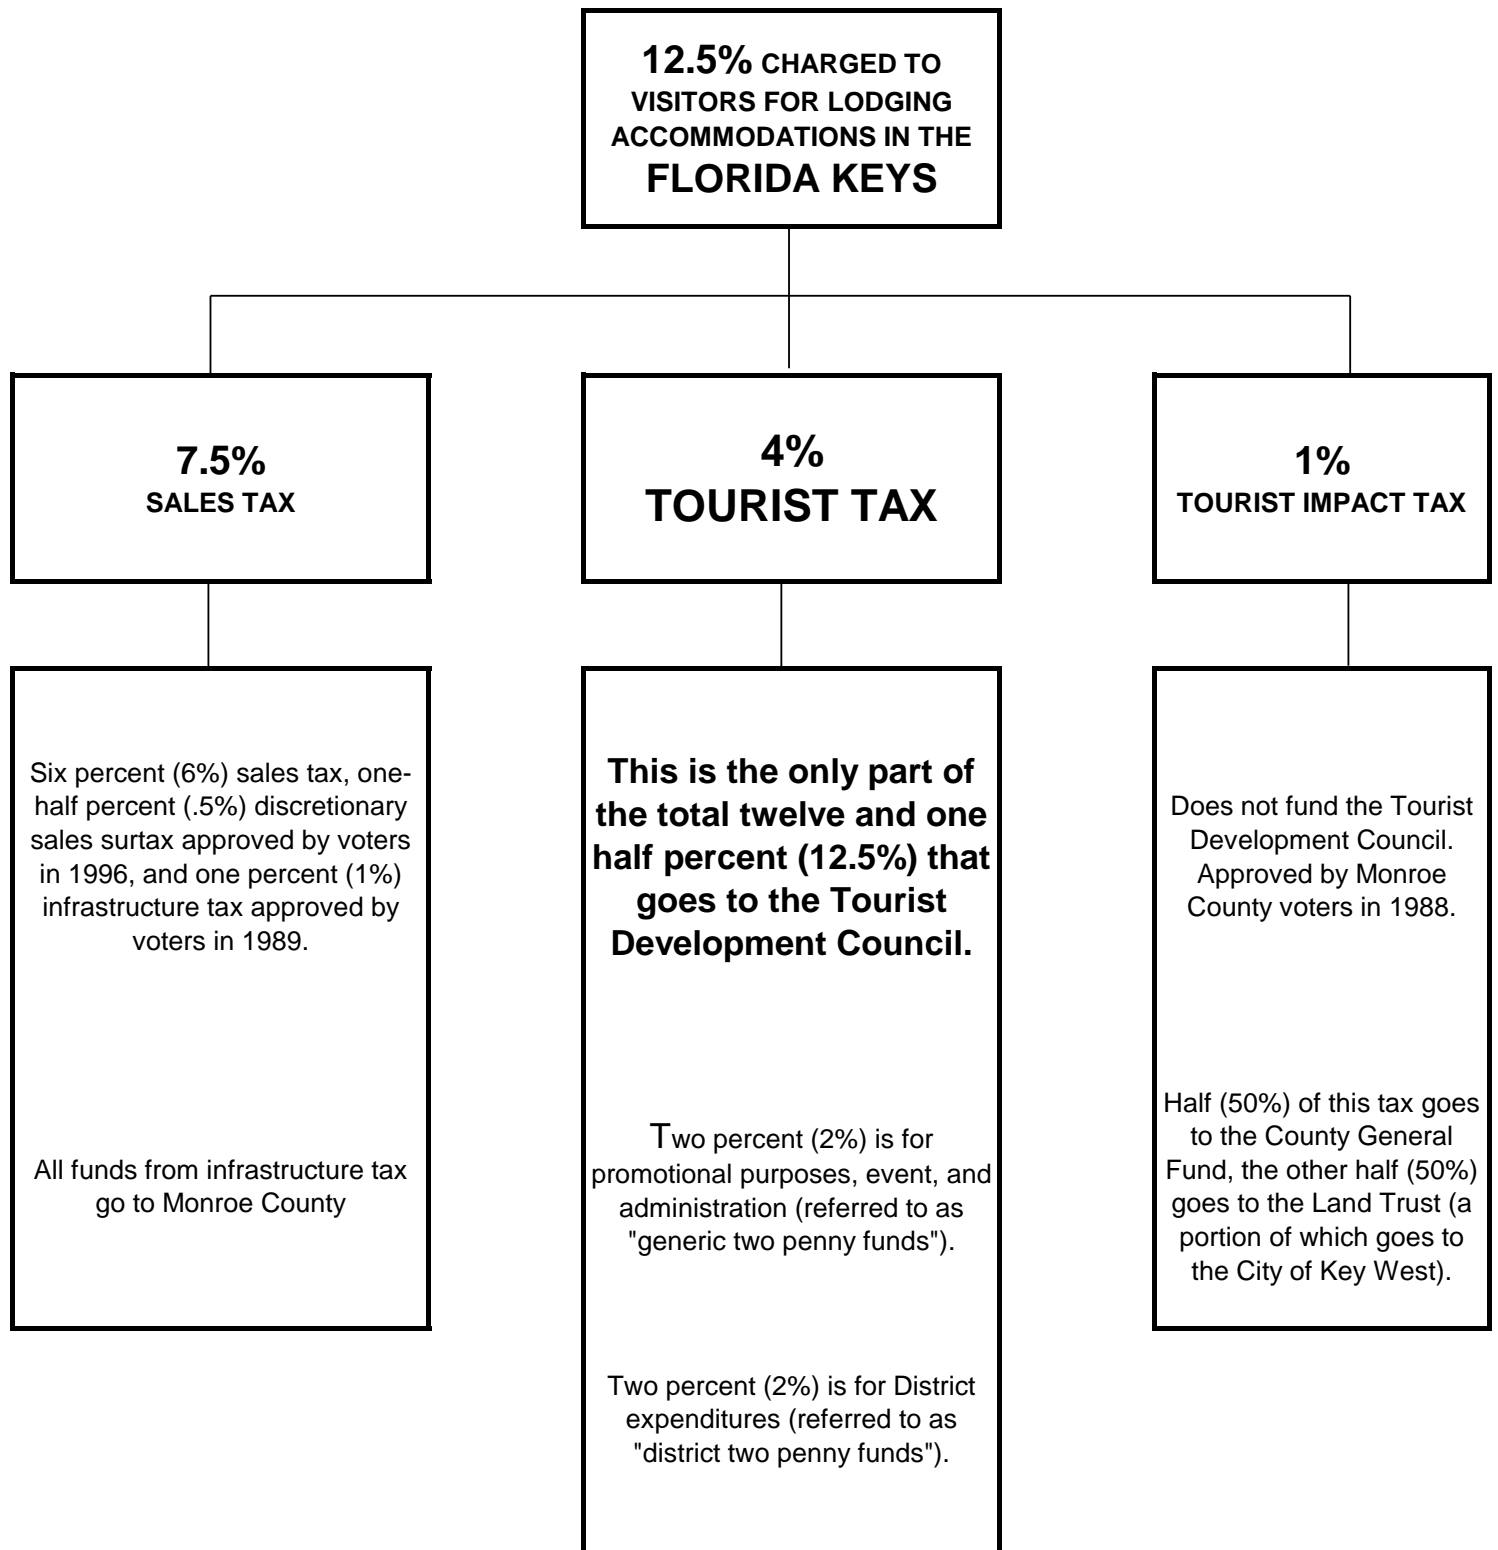 12.5% CHARGED TO
VISITORS FOR LODGING
ACCOMMODATIONS IN THE
FLORIDA KEYS
7.5%
SALES TAX
4%
TOURIST TAX
1%
TOURIST IMPACT TAX
Six percent (6%) sales tax, one-
half percent (.5%) discretionary
sales surtax approved by voters
in 1996, and one percent (1%)
infrastructure tax approved by
voters in 1989.
All funds from infrastructure tax
go to Monroe County
This is the only part of
the total twelve and one
half percent (12.5%) that
goes to the Tourist
Development Council.
Two percent (2%) is for
promotional purposes, event, and
administration (referred to as
"generic two penny funds").
Two percent (2%) is for District
expenditures (referred to as
"district two penny funds").
Does not fund the Tourist
Development Council.
Approved by Monroe
County voters in 1988.
Half (50%) of this tax goes
to the County General
Fund, the other half (50%)
goes to the Land Trust (a
portion of which goes to
the City of Key West).